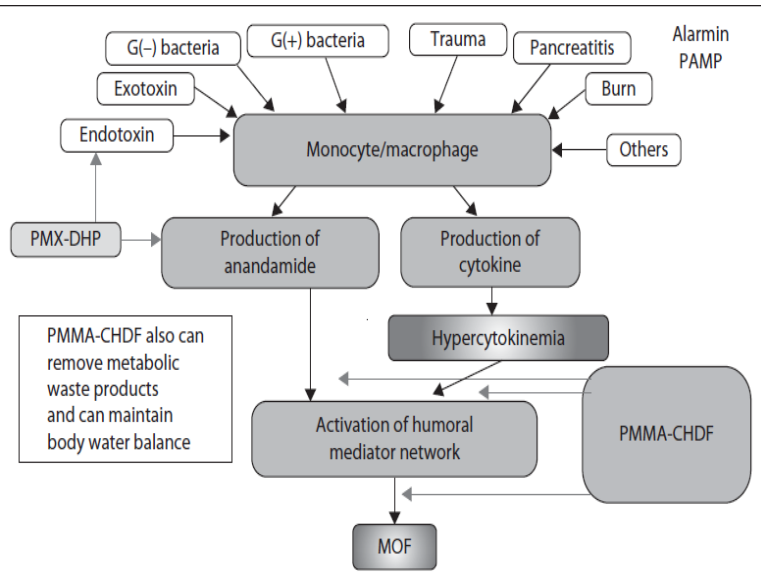 G(–) bacteria
G(+) bacteria
Trauma
Pancreatitis
Alarmin
PAMP
Exotoxin
Burn
Endotoxin
Monocyte/macrophage
Others
PMX-DHP
Production of
anandamide
Production of
cytokine
Hypercytokinemia
PMMA-CHDF also can
remove metabolic
waste products
and can maintain
body water balance
Activation of humoral
mediator network
PMMA-CHDF
MOF